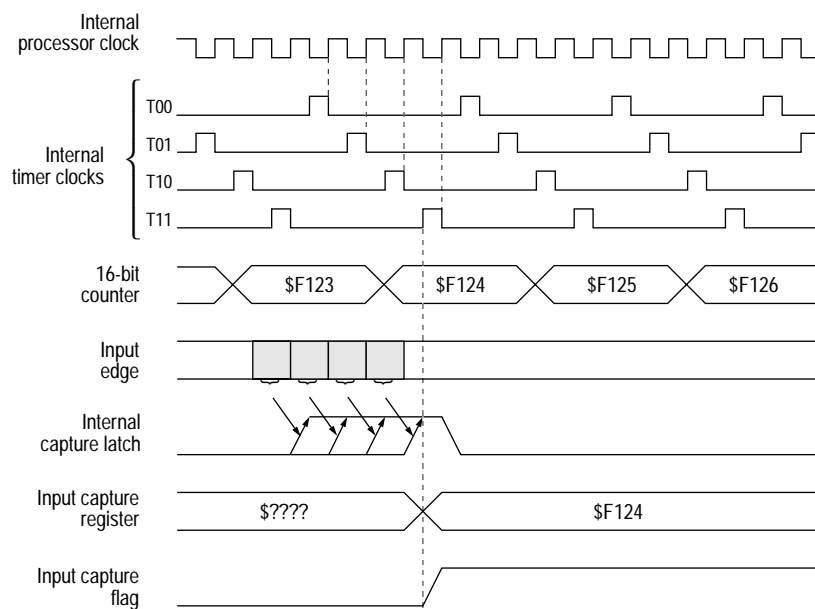 Internal
processor clock
T00
T01
Internal
timer clocks
T10
T11
16-bit
counter
$F123
$F124
$F125
$F126
Input
edge
Internal
capture latch
Input capture
register
$????
$F124
Input capture
flag